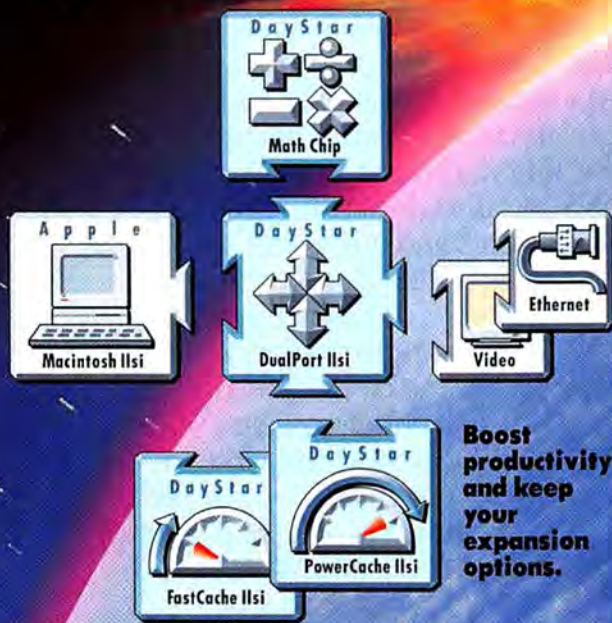 DayStar
Math Chip
Apple
Macintosh IIsi
DayStar
DualPort IIsi
Video
Ethernet
DayStar
FastCache IIsi
DayStar
PowerCache IIsi
Boost
productivity
and keep
your
expansion
options.